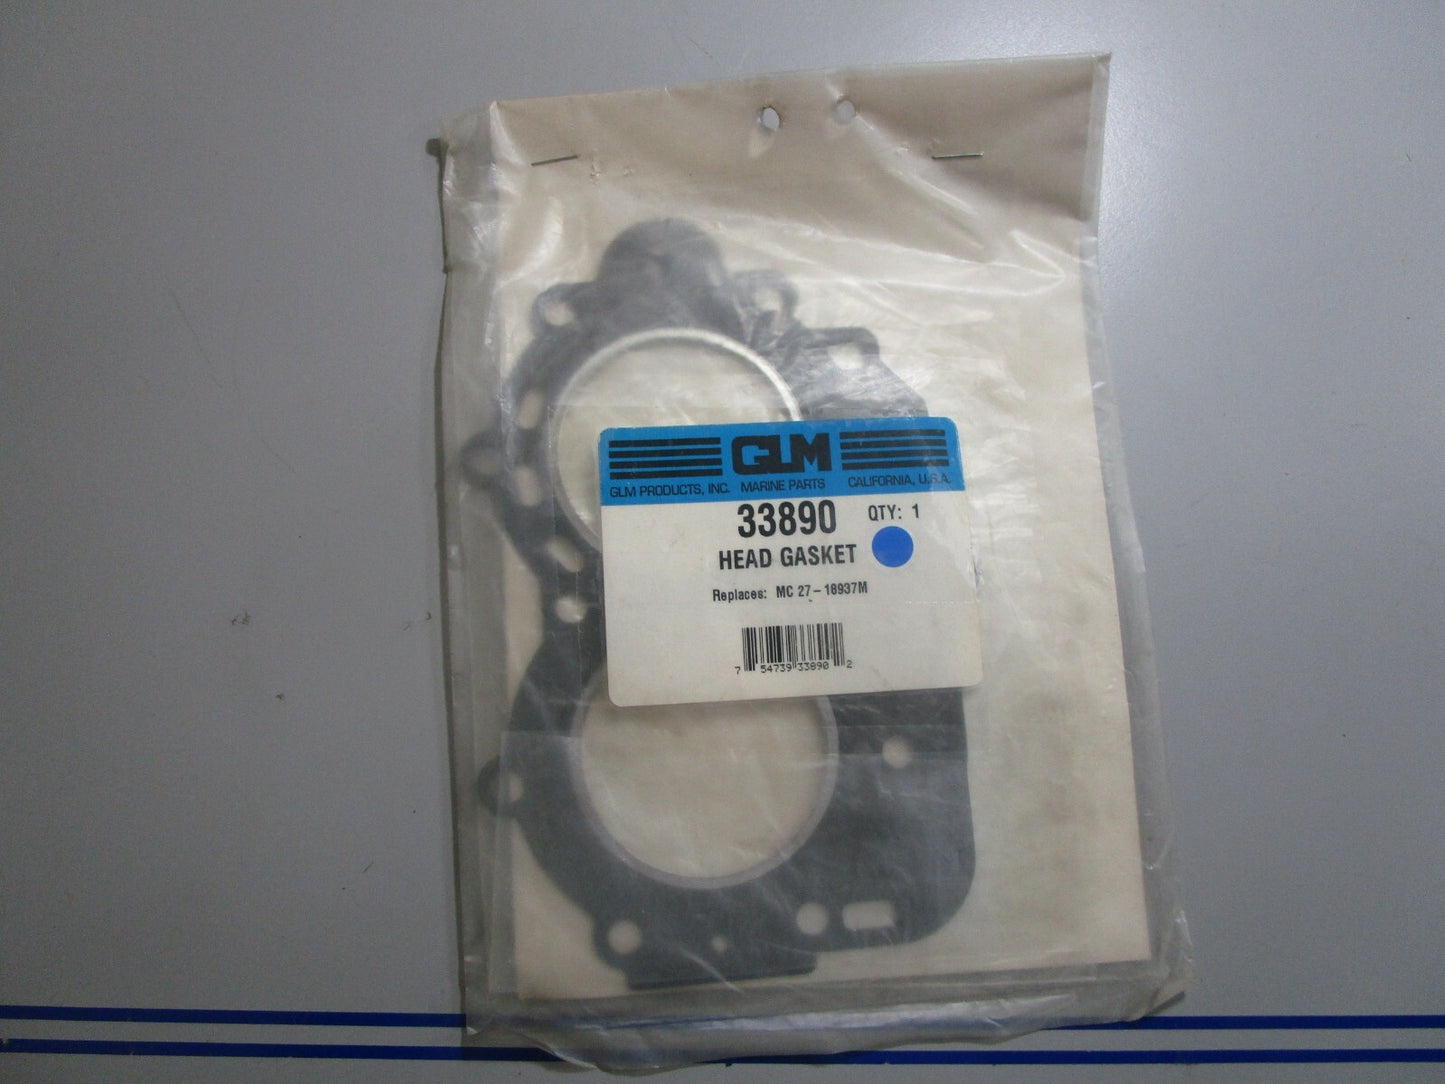 GLM
GLM PRODUCTS, INC. MARINE PARTS CALIFORNIA, U.S.A.
33890 QTY: 1
HEAD GASKET
Replaces: MC 27-18937M
7 54739 33890 2